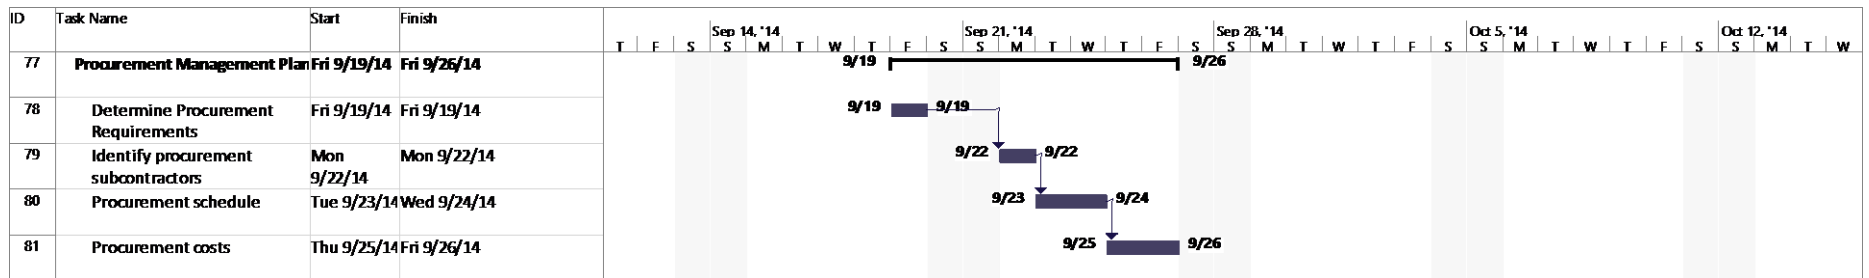 ID Task Name Start Finish
Sep 14, '14 Sep 21, '14 Sep 28, '14 Oct 5, '14 Oct 12, '14
T F S S M T W T F S S M T W T F S S M T W T F S S M T W T F S S M T W
77 Procurement Management Plan Fri 9/19/14 Fri 9/26/14 9/19 9/26
78 Determine Procurement Fri 9/19/14 Fri 9/19/14 9/19 9/19
Requirements
79 Identify procurement Mon Mon 9/22/14 9/22 9/22
subcontractors 9/22/14
80 Procurement schedule Tue 9/23/14 Wed 9/24/14 9/23 9/24
81 Procurement costs Thu 9/25/14 Fri 9/26/14 9/25 9/26